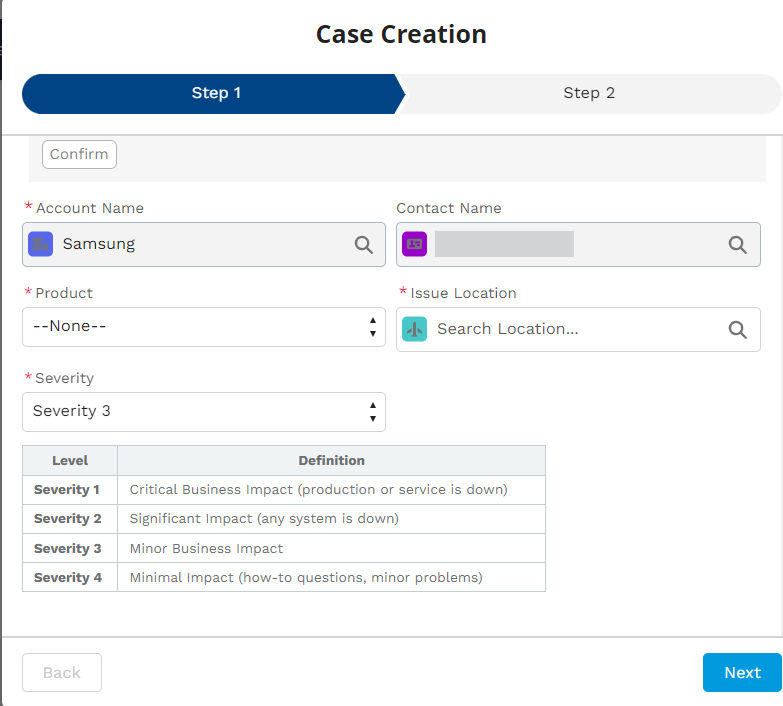 Case Creation
Step 1 Step 2
Confirm
* Account Name Contact Name
Samsung
* Product * Issue Location
--None-- Search Location...
* Severity
Severity 3
Level Definition
Severity 1 Critical Business Impact (production or service is down)
Severity 2 Significant Impact (any system is down)
Severity 3 Minor Business Impact
Severity 4 Minimal Impact (how-to questions, minor problems)
Back Next